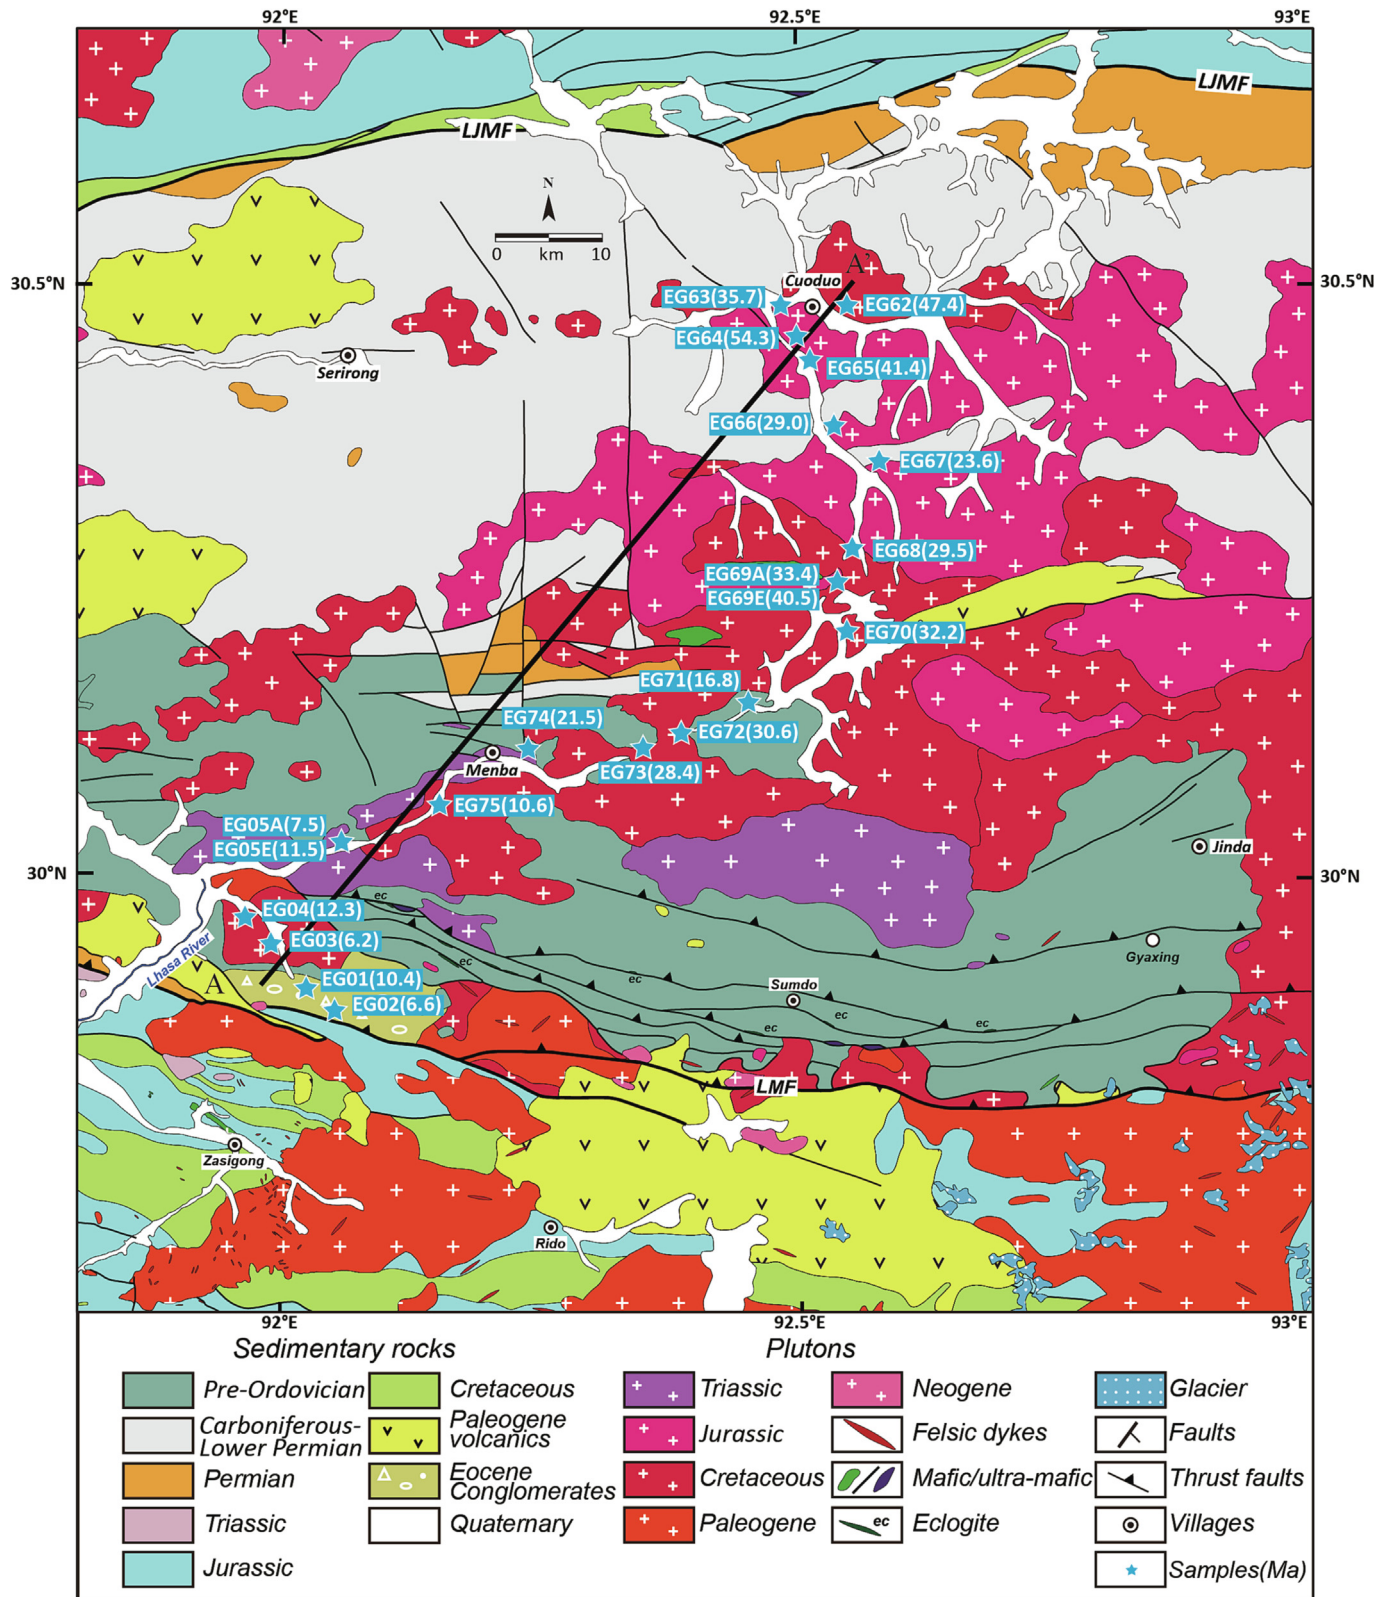 92°E
92.5°E
93°E
LJMF
LJMF
N
0 km 10
A'
30.5°N
30.5°N
Cuoduo
EG63(35.7)
EG62(47.4)
EG64(54.3)
EG65(41.4)
Serirong
EG66(29.0)
EG67(23.6)
EG68(29.5)
EG69A(33.4)
EG69E(40.5)
EG70(32.2)
EG71(16.8)
EG74(21.5)
EG72(30.6)
Menba
EG73(28.4)
EG75(10.6)
EG05A(7.5)
EG05E(11.5)
Jinda
30°N
30°N
ec
EG04(12.3)
EG03(6.2)
Lhasa River
Gyaxing
ec
ec
A
EG01(10.4)
Sumdo
EG02(6.6)
ec
ec
ec
LMF
Zasigong
Rido
92°E
92.5°E
93°E
Sedimentary rocks
Plutons
Pre-Ordovician
Cretaceous
Triassic
Neogene
Glacier
Carboniferous-
Lower Permian
Paleogene
volcanics
Jurassic
Felsic dykes
Faults
Permian
Eocene
Conglomerates
Cretaceous
Mafic/ultra-mafic
Thrust faults
Triassic
Quaternary
Paleogene
ec
Eclogite
Villages
Jurassic
Samples(Ma)